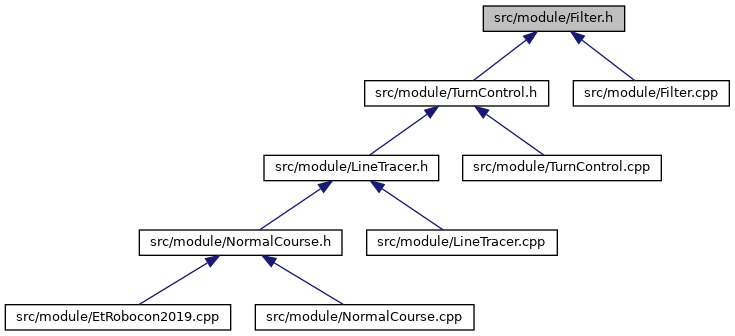 src/module/Filter.h
src/module/TurnControl.h
src/module/Filter.cpp
src/module/LineTracer.h
src/module/TurnControl.cpp
src/module/NormalCourse.h
src/module/LineTracer.cpp
src/module/EtRobocon2019.cpp
src/module/NormalCourse.cpp